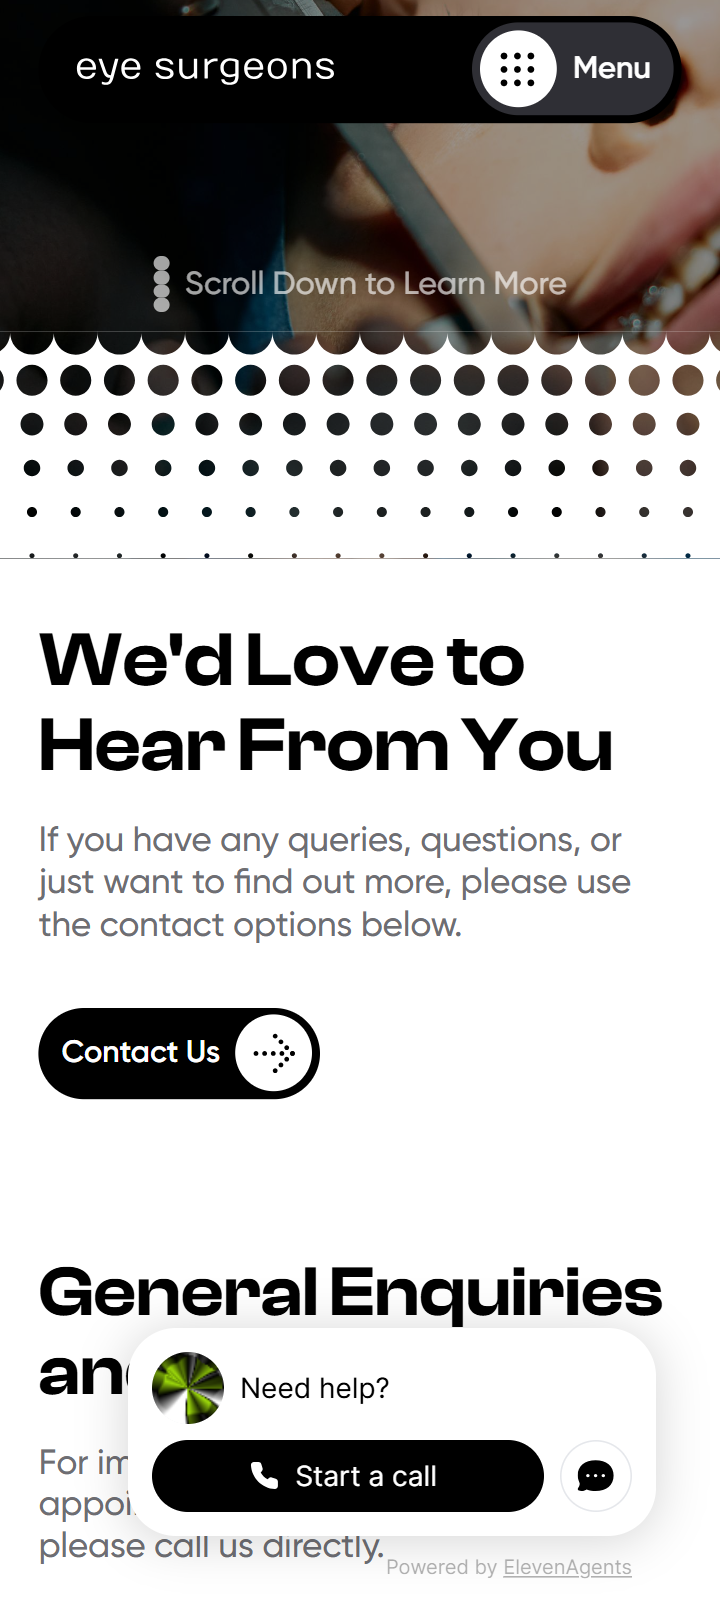 eye surgeons
Menu
Scroll Down to Learn More
We'd Love to
Hear From You
If you have any queries, questions, or
just want to find out more, please use
the contact options below.
Contact Us
General Enquiries
Need help?
For
Start a call
please call us directly.
Powered by ElevenAgents